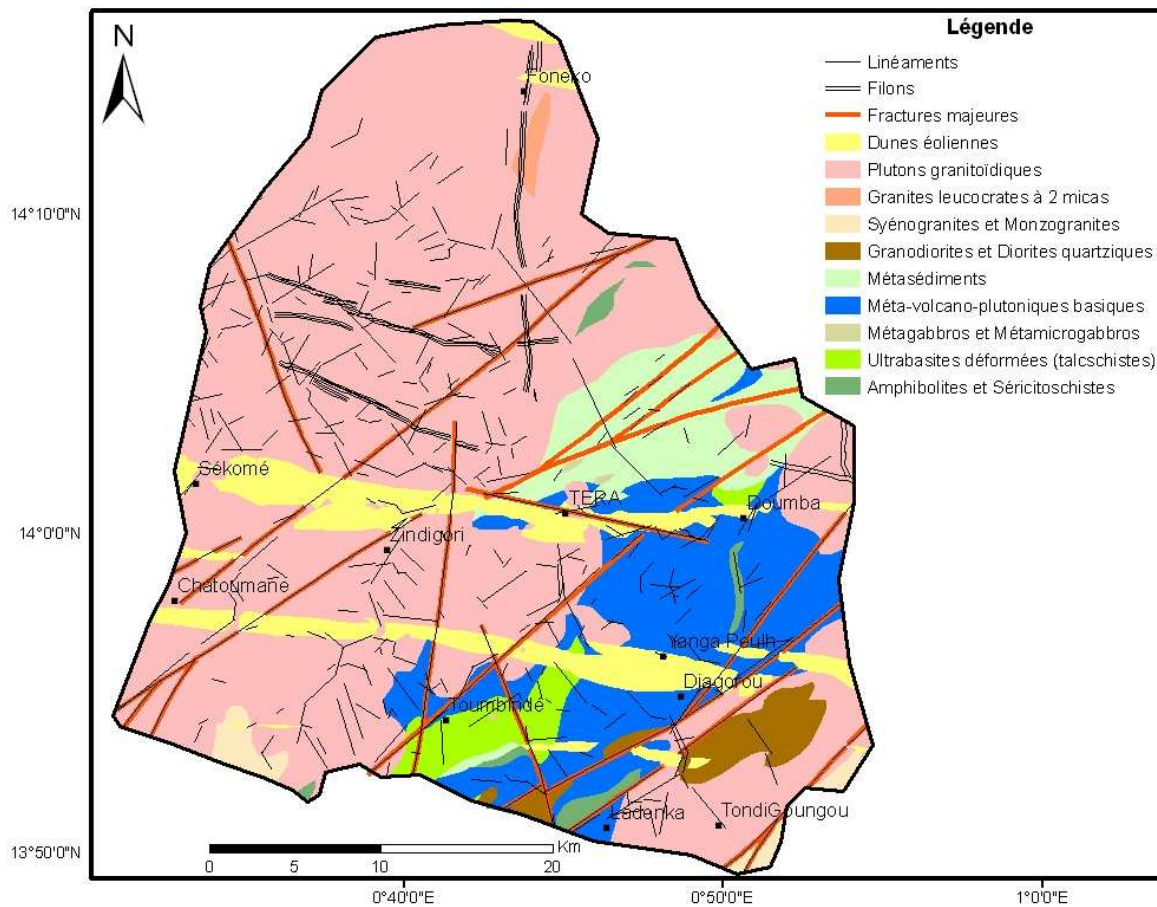 N
Légende
Linéaments
Filons
Fractures majeures
Dunes éoliennes
Plutons granitoïdiques
Granites leucocrates à 2 micas
Syénogranites et Monzogranites
Granodiorites et Diorites quartziques
Métasédiments
Méta-volcano-plutoniques basiques
Métagabbros et Métamicrogabbros
Ultrabasites déformées (talcschistes)
Amphibolites et Séricitoschistes
Foneko
14°10'0"N
Sékomé
TERA
Doumba
14°0'0"N
Zindigori
Chatoumane
Yanga Peulh
Diagorou
Toumbindé
Ladanka
TondiGoungou
13°50'0"N
Km
0 5 10 20
0°40'0"E 0°50'0"E 1°0'0"E